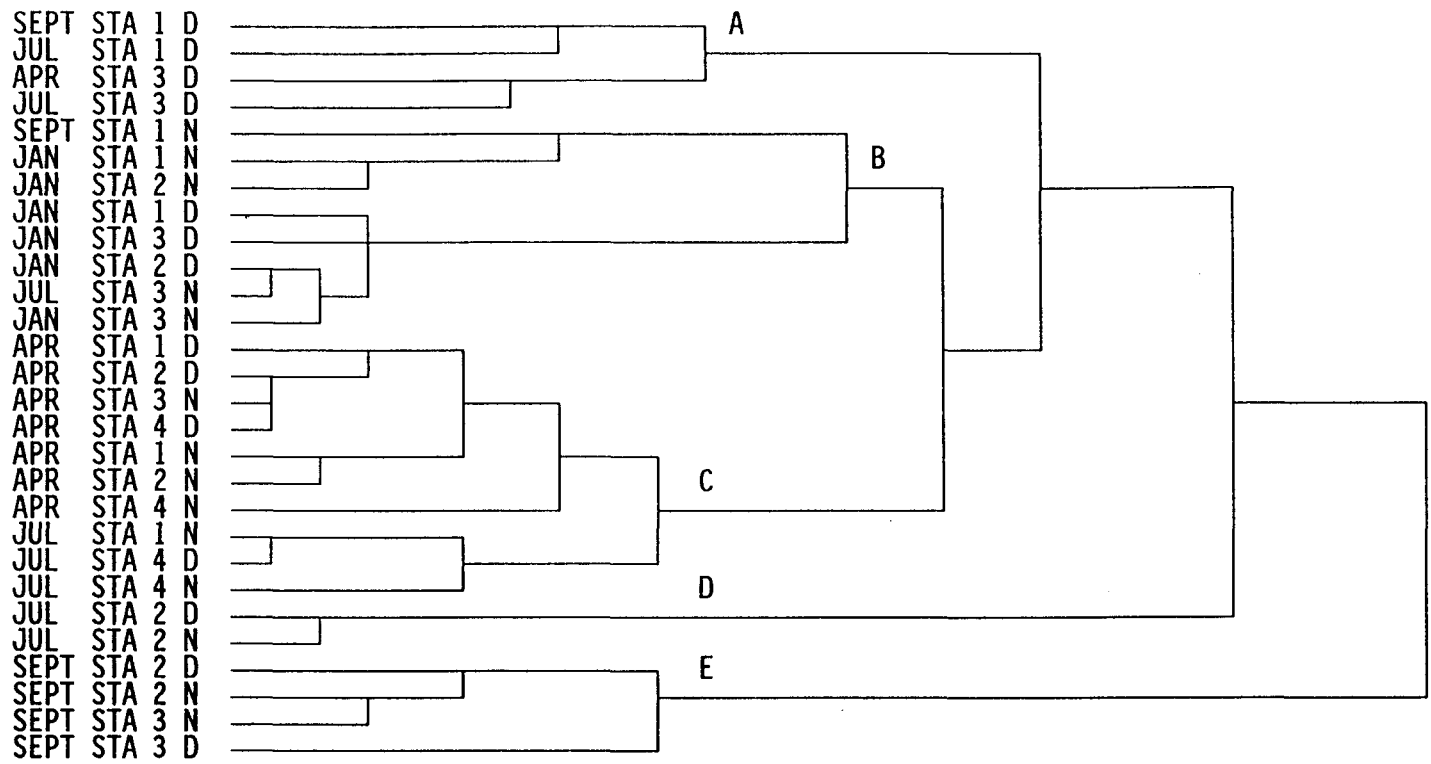 SEPT STA 1 D A
JUL STA 1 D
APR STA 3 D
JUL STA 3 D
SEPT STA 1 N
JAN STA 1 N B
JAN STA 2 N
JAN STA 1 D
JAN STA 3 D
JAN STA 2 D
JUL STA 3 N
JAN STA 3 N
APR STA 1 D
APR STA 2 D
APR STA 3 N
APR STA 4 D
APR STA 1 N
APR STA 2 N C
APR STA 4 N
JUL STA 1 N
JUL STA 4 D
JUL STA 4 N D
JUL STA 2 D
JUL STA 2 N
SEPT STA 2 D E
SEPT STA 2 N
SEPT STA 3 N
SEPT STA 3 D